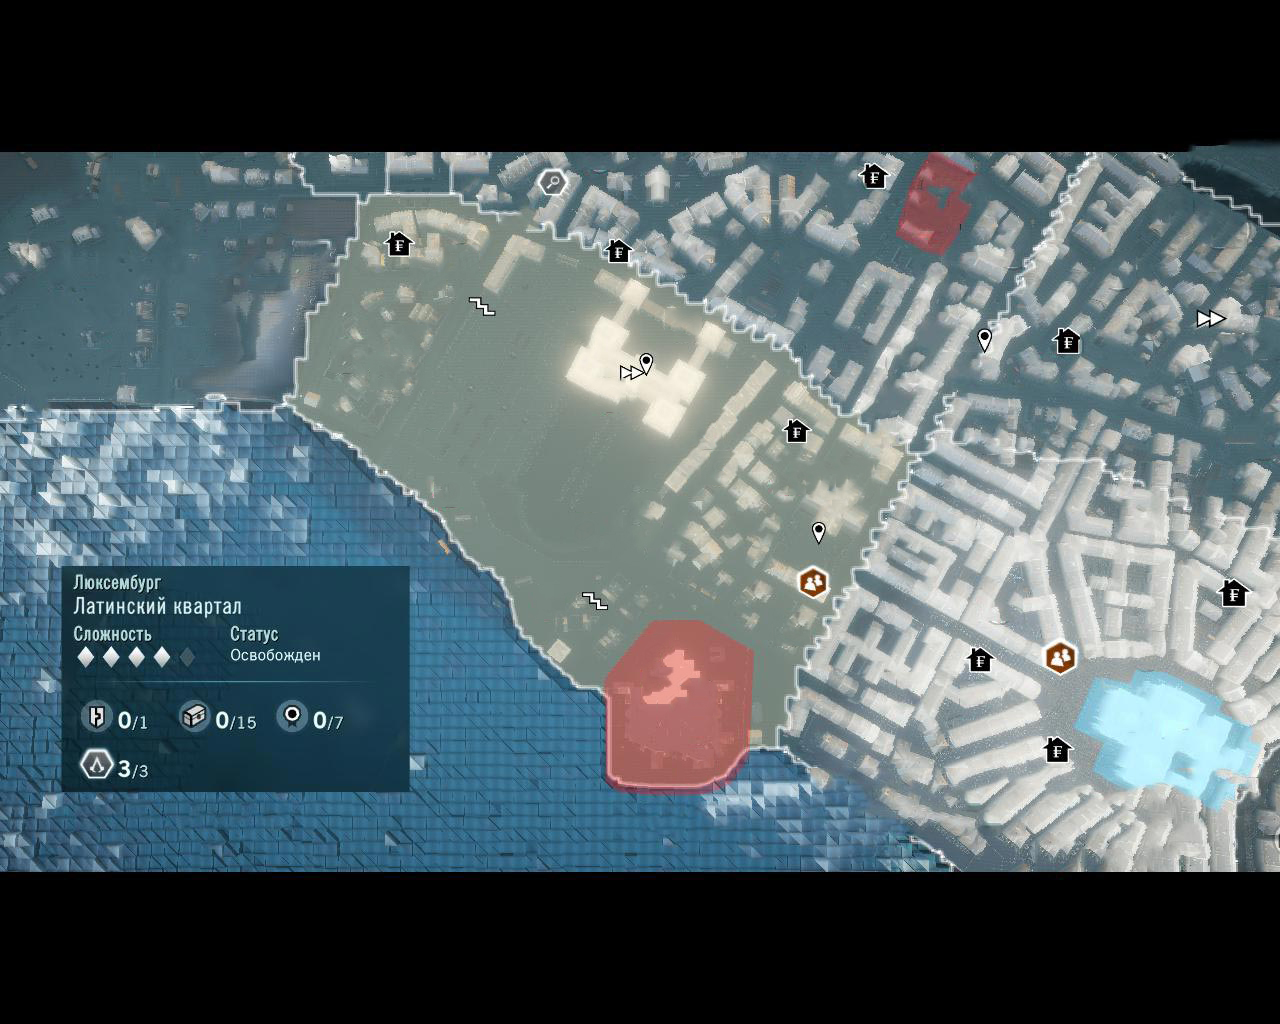 Люксембург
Латинский квартал
Сложность Статус
Освобожден
0/1 0/15 0/7
3/3